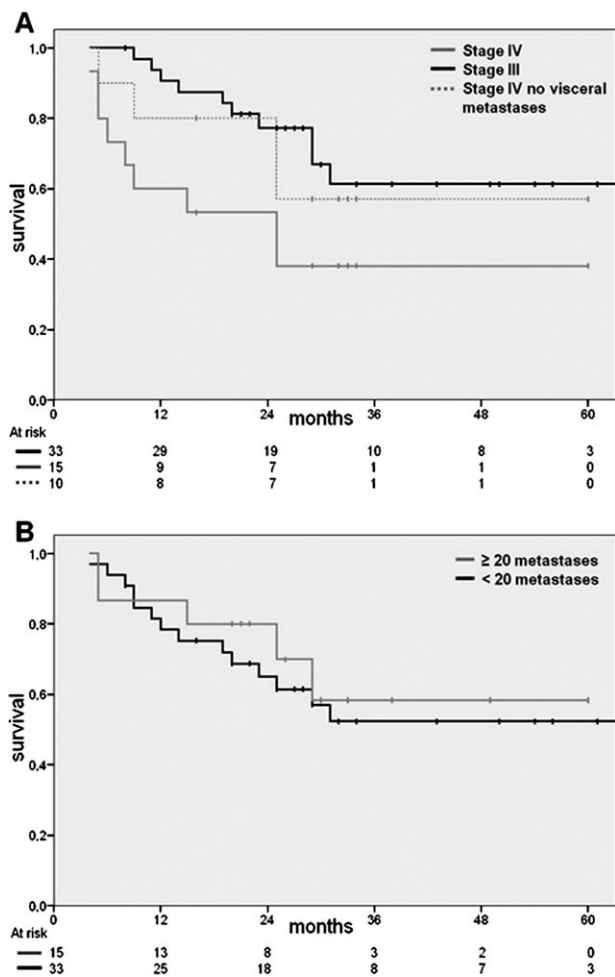 A
1.0
0.8
0.6
0.4
0.2
0.0
survival
Stage IV
Stage III
Stage IV no visceral
metastases
0 12 24 36 48 60
months
At risk
33 29 19 10 8 3
15 9 7 1 1 0
10 8 7 1 1 0
B
1.0
0.8
0.6
0.4
0.2
0.0
survival
≥ 20 metastases
< 20 metastases
0 12 24 36 48 60
months
At risk
15 13 8 3 2 0
33 25 18 8 7 3